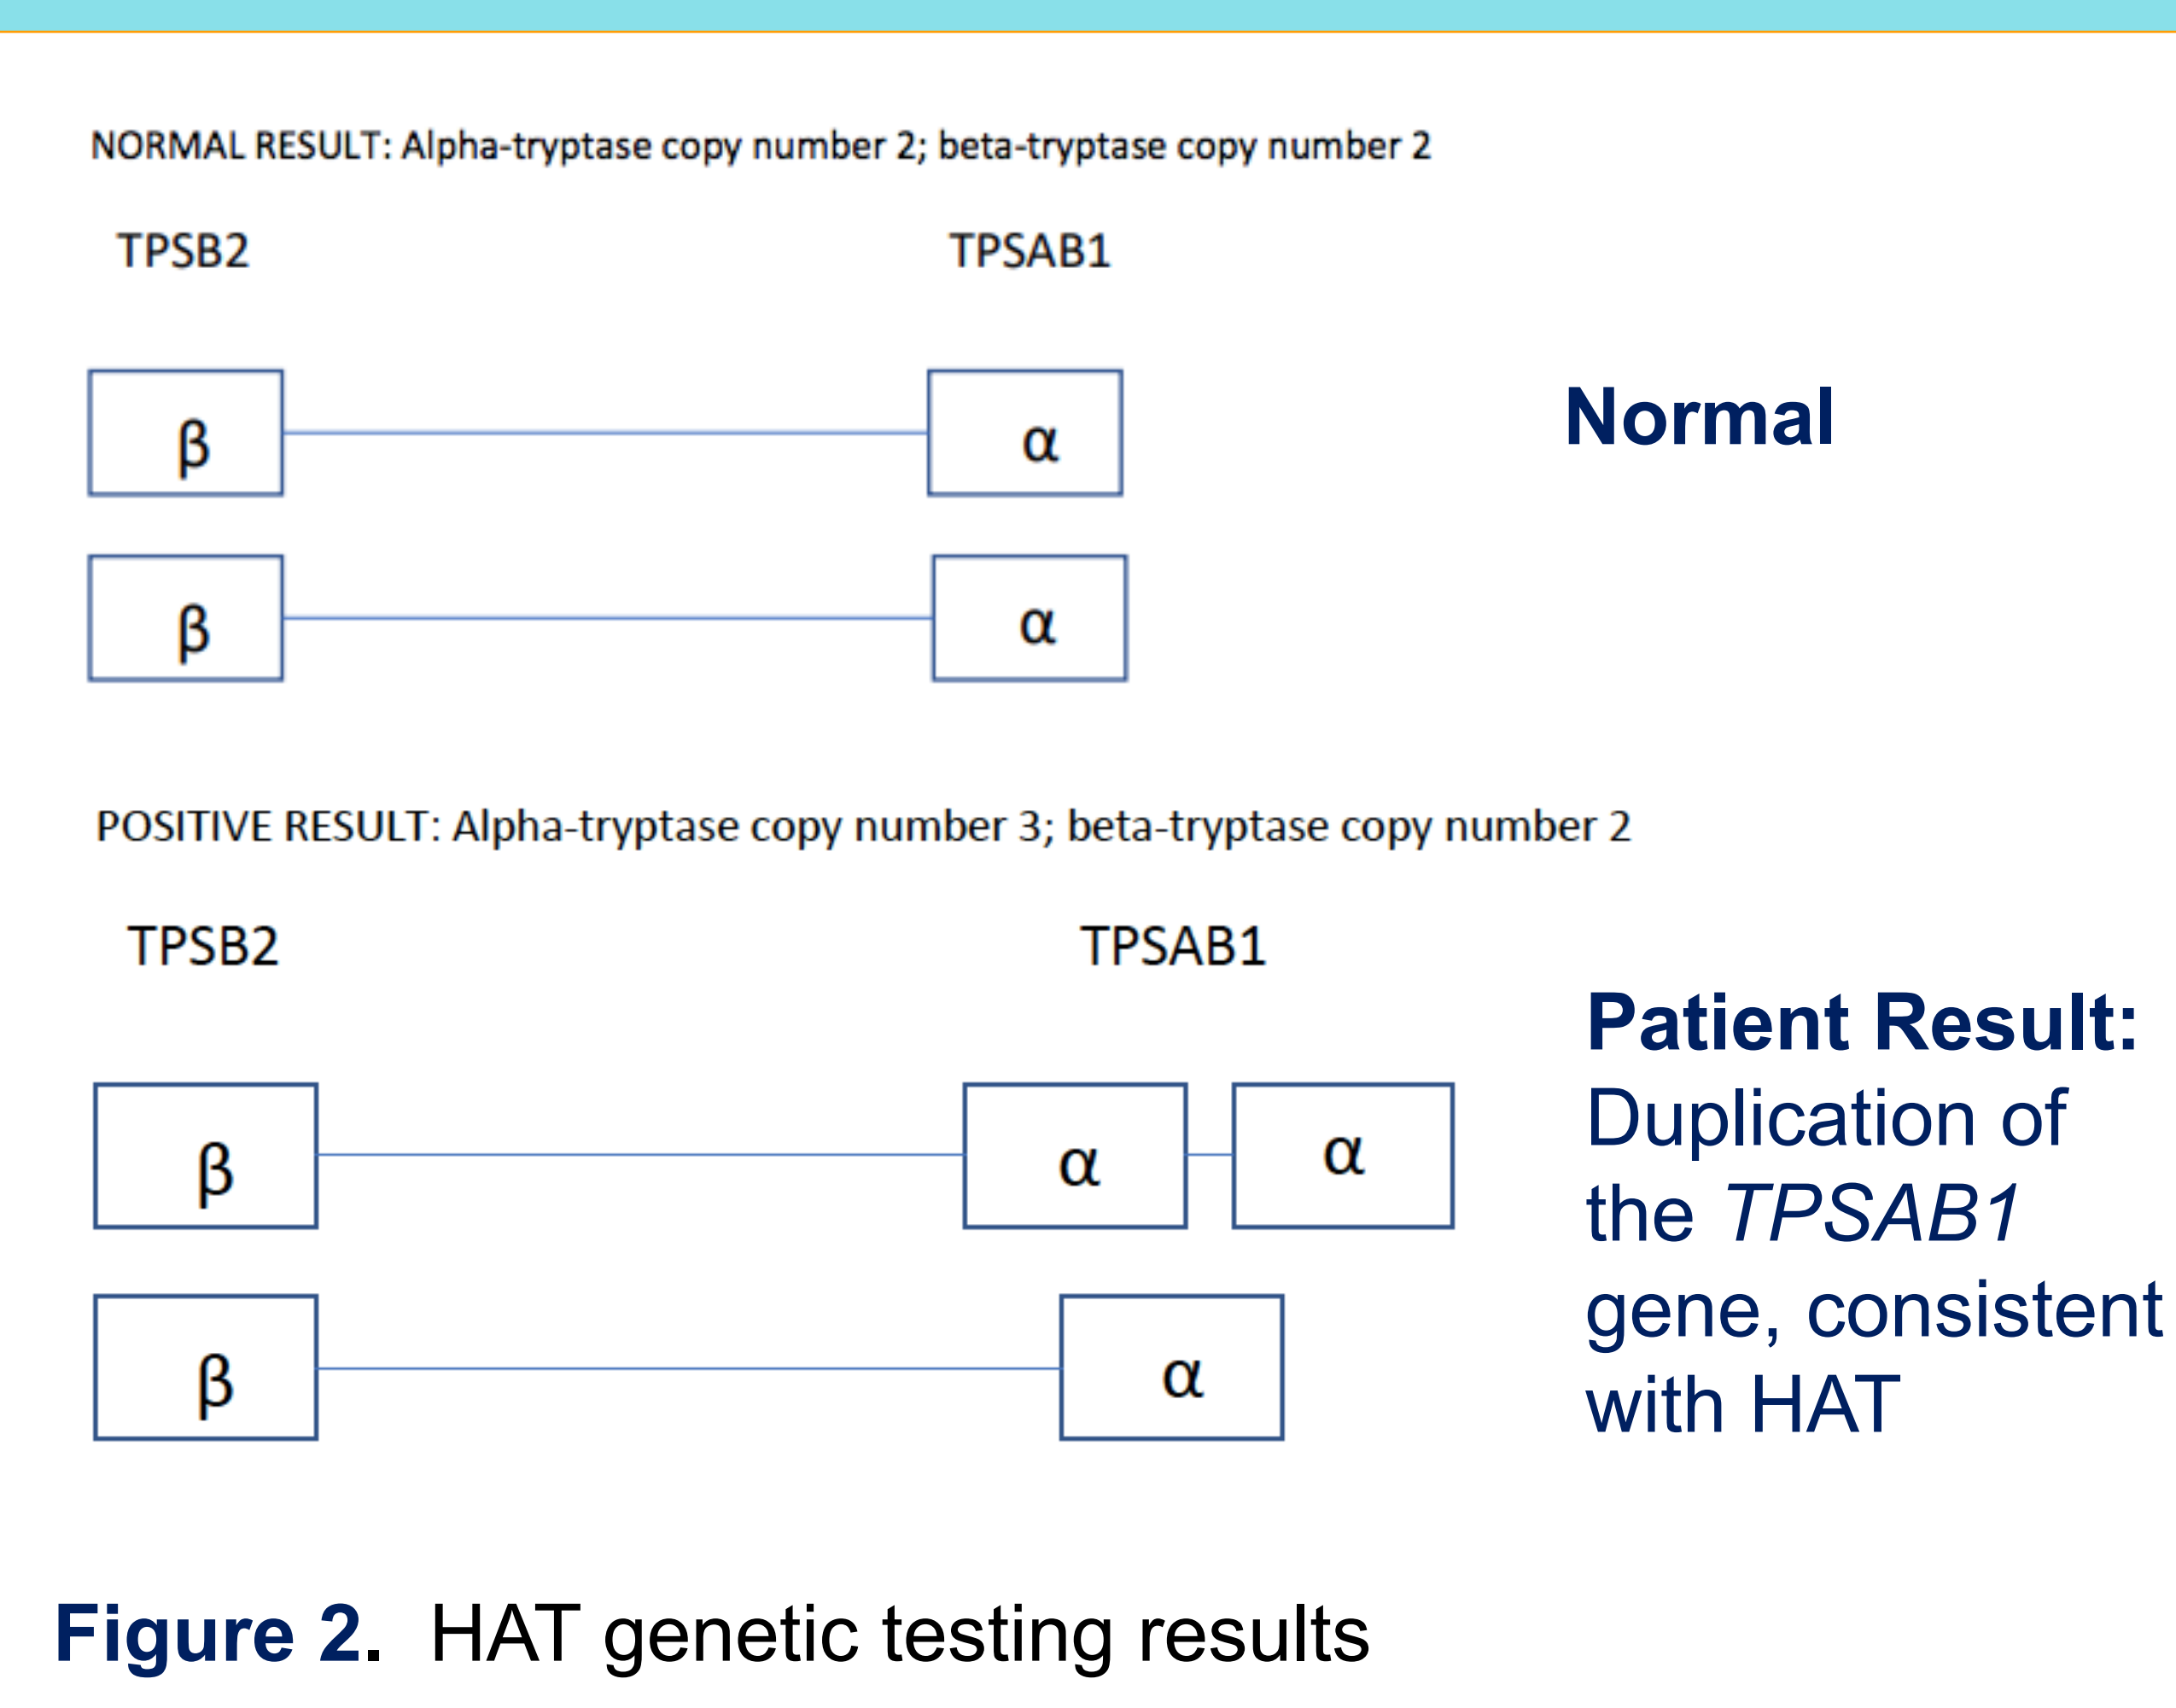 NORMAL RESULT: Alpha-tryptase copy number 2; beta-tryptase copy number 2
TPSB2 TPSAB1
β α
Normal
β α
POSITIVE RESULT: Alpha-tryptase copy number 3; beta-tryptase copy number 2
TPSB2 TPSAB1
β α α
β α
Patient Result:
Duplication of
the TPSAB1
gene, consistent
with HAT
Figure 2. HAT genetic testing results